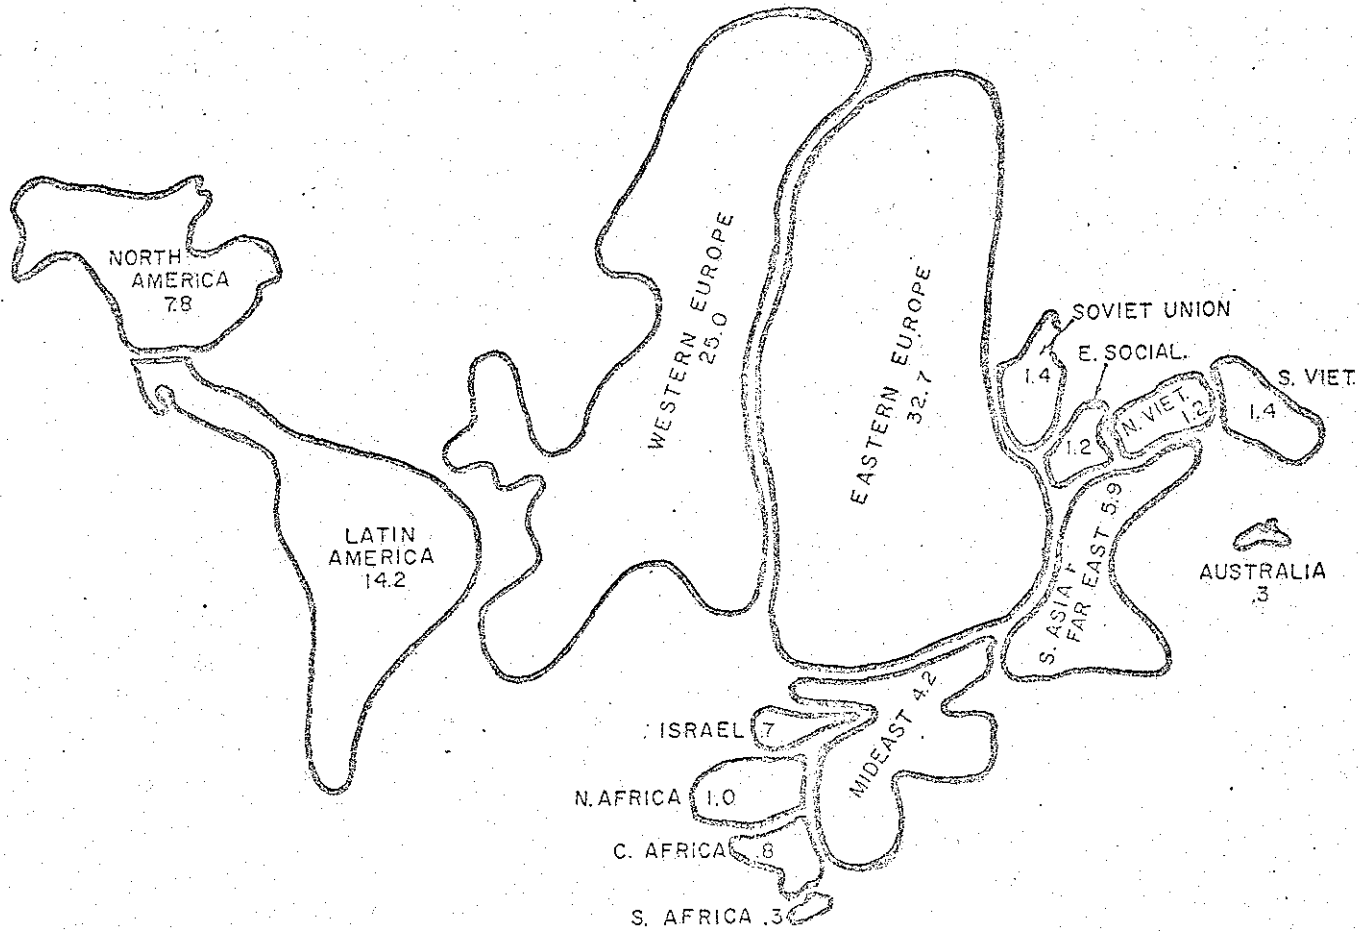 NORTH
AMERICA
7.8
LATIN
AMERICA
14.2
WESTERN EUROPE
25.0
EASTERN EUROPE
32.7
SOVIET UNION
1.4
E. SOCIAL.
1.2
N. VIET.
1.2
S. VIET.
1.4
S. ASIA +
FAR EAST 5.9
AUSTRALIA
.3
MIDEAST 4.2
ISRAEL .7
N. AFRICA 1.0
C. AFRICA .8
S. AFRICA .3